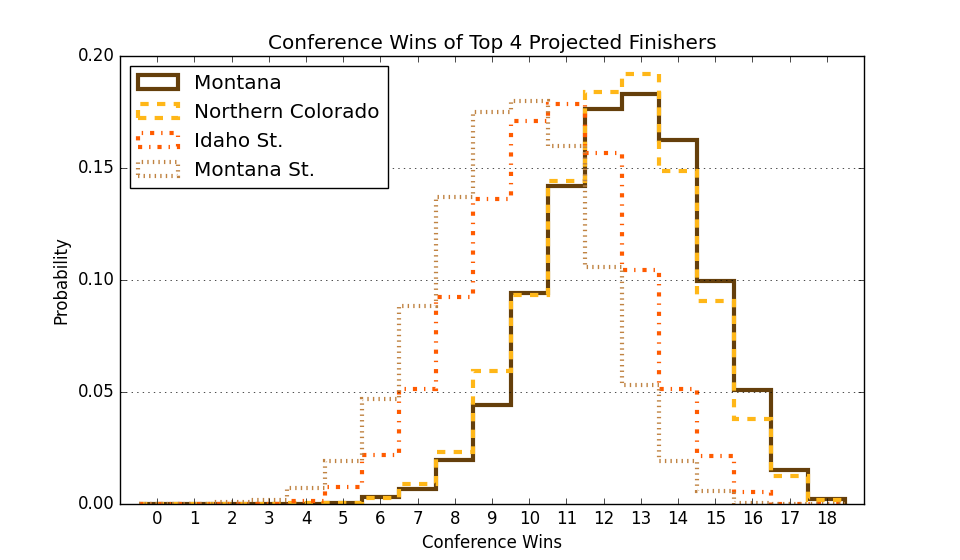 Conference Wins of Top 4 Projected Finishers
0.20
Montana
Northern Colorado
Idaho St.
Montana St.
0.15
Probability
0.10
0.05
0.00
0 1 2 3 4 5 6 7 8 9 10 11 12 13 14 15 16 17 18
Conference Wins